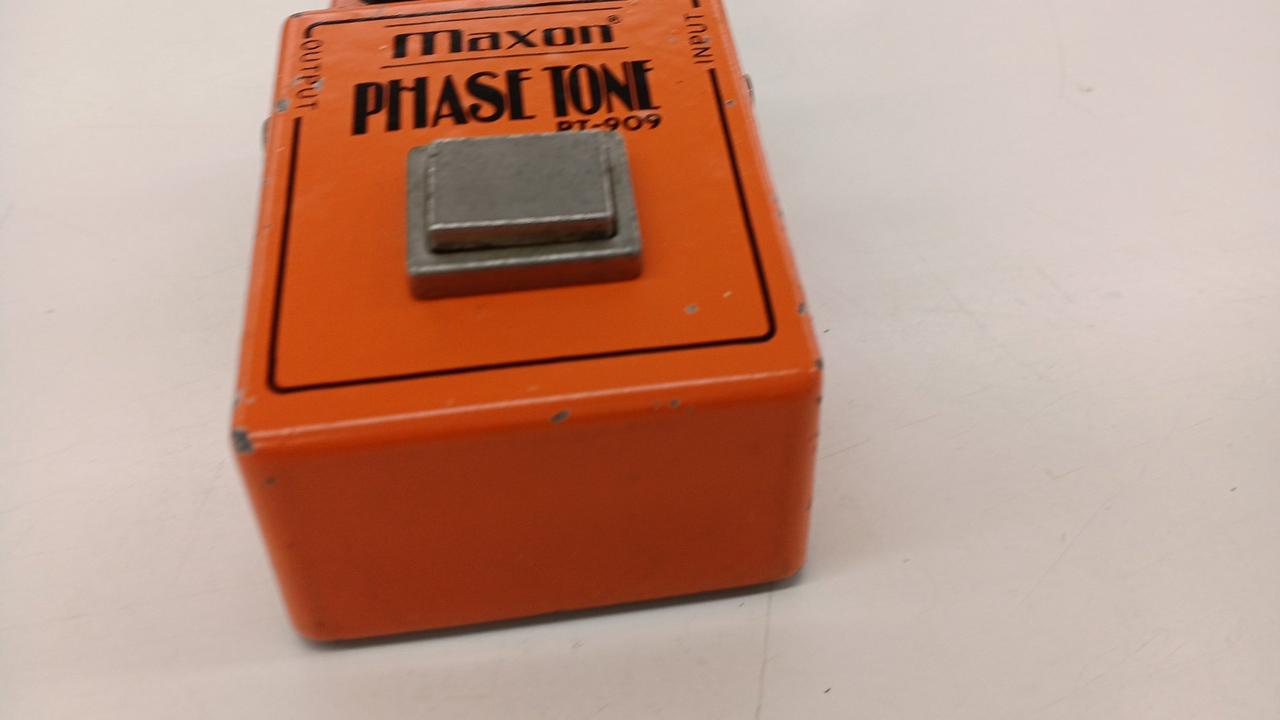 maxon®
PHASE TONE
PT-909
OUTPUT
INPUT